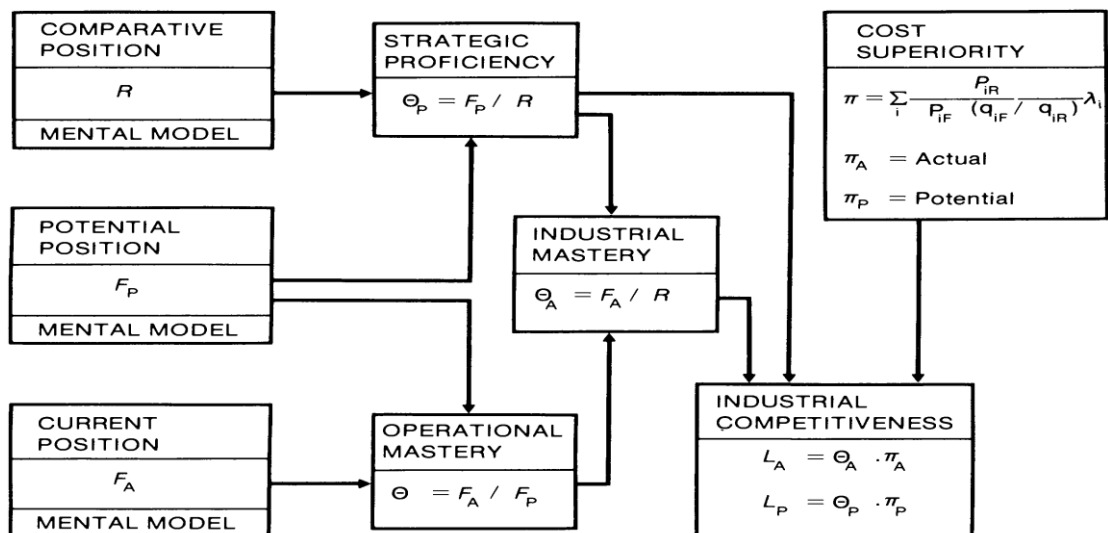 COMPARATIVE
POSITION
R
MENTAL MODEL
POTENTIAL
POSITION
F_P
MENTAL MODEL
CURRENT
POSITION
F_A
MENTAL MODEL
STRATEGIC
PROFICIENCY
Θ_P = F_P / R
OPERATIONAL
MASTERY
Θ = F_A / F_P
INDUSTRIAL
MASTERY
Θ_A = F_A / R
COST
SUPERIORITY
π = Σ_i P_iR / P_iF (q_iF / q_iR) λ_i
π_A = Actual
π_P = Potential
INDUSTRIAL
COMPETITIVENESS
L_A = Θ_A . π_A
L_P = Θ_P . π_P